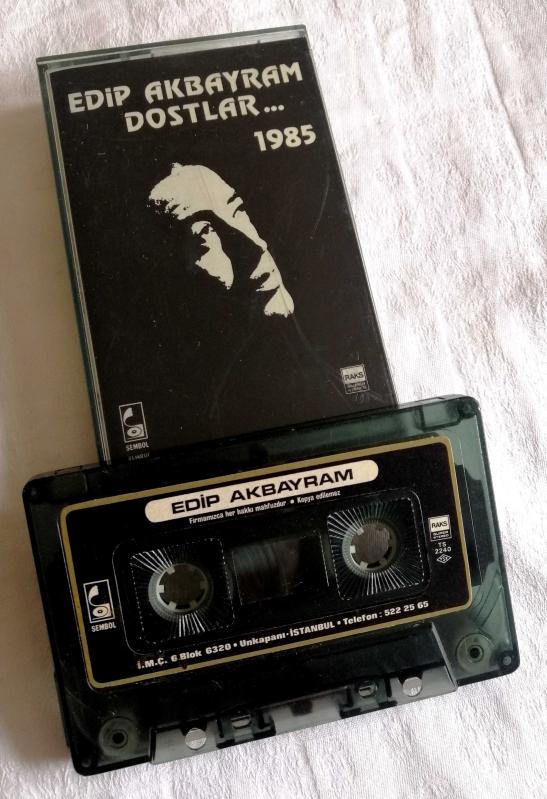 EDİP AKBAYRAM
DOSTLAR...
1985
RAKS
SEMBOL
EDİP AKBAYRAM
Firmamızca her hakkı mahfuzdur • Kopya edilemez
RAKS
TS
2240
SEMBOL
İ.M.Ç. 6 Blok 6320 • Unkapanı - İSTANBUL • Telefon : 522 25 65